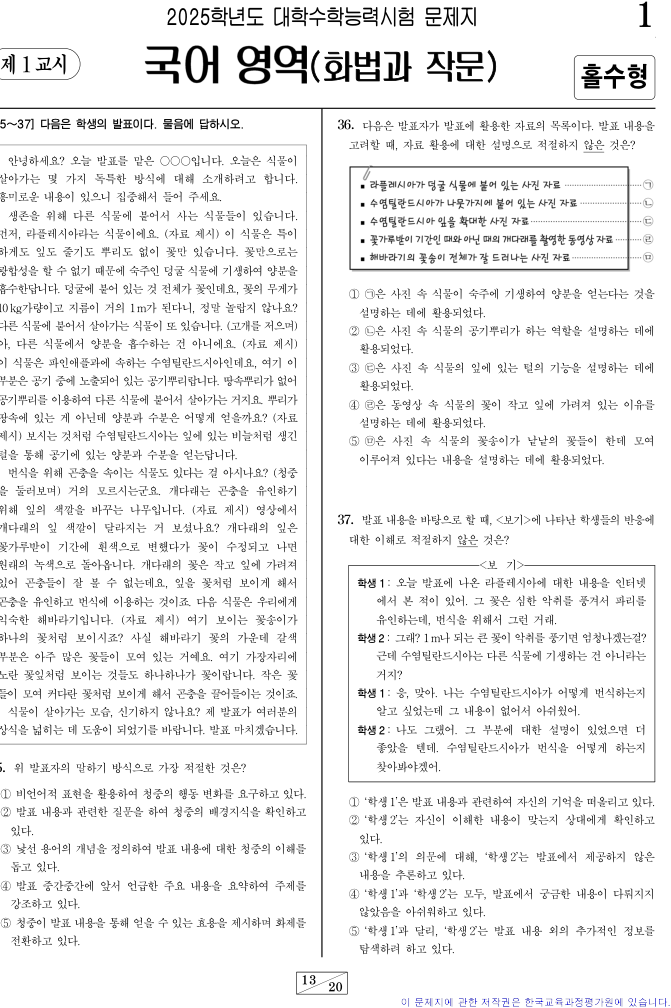 2025학년도 대학수학능력시험 문제지
1
제 1 교시
국어 영역(화법과 작문)
홀수형
5～37] 다음은 학생의 발표이다. 물음에 답하시오.
안녕하세요? 오늘 발표를 맡은 ○○○입니다. 오늘은 식물이
살아가는 몇 가지 독특한 방식에 대해 소개하려고 합니다.
흥미로운 내용이 있으니 집중해서 들어 주세요.
생존을 위해 다른 식물에 붙어서 사는 식물들이 있습니다.
먼저, 라플레시아라는 식물이에요. (자료 제시) 이 식물은 특이
하게도 잎도 줄기도 뿌리도 없이 꽃만 있습니다. 꽃만으로는
광합성을 할 수 없기 때문에 숙주인 덩굴 식물에 기생하여 양분을
흡수한답니다. 덩굴에 붙어 있는 것 전체가 꽃인데요, 꽃의 무게가
10kg가량이고 지름이 거의 1m가 된다니, 정말 놀랍지 않나요?
다른 식물에 붙어서 살아가는 식물이 또 있습니다. (고개를 저으며)
아, 다른 식물에서 양분을 흡수하는 건 아니에요. (자료 제시)
이 식물은 파인애플과에 속하는 수염틸란드시아인데요, 여기 이
부분은 공기 중에 노출되어 있는 공기뿌리랍니다. 땅속뿌리가 없어
공기뿌리를 이용하여 다른 식물에 붙어서 살아가는 거지요. 뿌리가
땅속에 있는 게 아닌데 양분과 수분은 어떻게 얻을까요? (자료
제시) 보시는 것처럼 수염틸란드시아는 잎에 있는 비늘처럼 생긴
털을 통해 공기에 있는 양분과 수분을 얻는답니다.
번식을 위해 곤충을 속이는 식물도 있다는 걸 아시나요? (청중
을 둘러보며) 거의 모르시는군요. 개다래는 곤충을 유인하기
위해 잎의 색깔을 바꾸는 나무입니다. (자료 제시) 영상에서
개다래의 잎 색깔이 달라지는 거 보셨나요? 개다래의 잎은
꽃가루받이 기간에 흰색으로 변했다가 꽃이 수정되고 나면
원래의 녹색으로 돌아옵니다. 개다래의 꽃은 작고 잎에 가려져
있어 곤충들이 잘 볼 수 없는데요, 잎을 꽃처럼 보이게 해서
곤충을 유인하고 번식에 이용하는 것이죠. 다음 식물은 우리에게
익숙한 해바라기입니다. (자료 제시) 여기 보이는 꽃송이가
하나의 꽃처럼 보이시죠? 사실 해바라기 꽃의 가운데 갈색
부분은 아주 많은 꽃들이 모여 있는 거예요. 여기 가장자리에
노란 꽃잎처럼 보이는 것들도 하나하나가 꽃이랍니다. 작은 꽃
들이 모여 커다란 꽃처럼 보이게 해서 곤충을 끌어들이는 것이죠.
식물이 살아가는 모습, 신기하지 않나요? 제 발표가 여러분의
상식을 넓히는 데 도움이 되었기를 바랍니다. 발표 마치겠습니다.
5. 위 발표자의 말하기 방식으로 가장 적절한 것은?
① 비언어적 표현을 활용하여 청중의 행동 변화를 요구하고 있다.
② 발표 내용과 관련한 질문을 하여 청중의 배경지식을 확인하고
있다.
③ 낯선 용어의 개념을 정의하여 발표 내용에 대한 청중의 이해를
돕고 있다.
④ 발표 중간중간에 앞서 언급한 주요 내용을 요약하여 주제를
강조하고 있다.
⑤ 청중이 발표 내용을 통해 얻을 수 있는 효용을 제시하며 화제를
전환하고 있다.
36. 다음은 발표자가 발표에 활용한 자료의 목록이다. 발표 내용을
고려할 때, 자료 활용에 대한 설명으로 적절하지 않은 것은?
▪ 라플레시아가 덩굴 식물에 붙어 있는 사진 자료 ············ ㉠
▪ 수염틸란드시아가 나뭇가지에 붙어 있는 사진 자료 ············ ㉡
▪ 수염틸란드시아 잎을 확대한 사진 자료 ············ ㉢
▪ 꽃가루받이 기간인 때와 아닌 때의 개다래를 촬영한 동영상 자료 ······ ㉣
▪ 해바라기의 꽃송이 전체가 잘 드러나는 사진 자료 ············ ㉤
① ㉠은 사진 속 식물이 숙주에 기생하여 양분을 얻는다는 것을
설명하는 데에 활용되었다.
② ㉡은 사진 속 식물의 공기뿌리가 하는 역할을 설명하는 데에
활용되었다.
③ ㉢은 사진 속 식물의 잎에 있는 털의 기능을 설명하는 데에
활용되었다.
④ ㉣은 동영상 속 식물의 꽃이 작고 잎에 가려져 있는 이유를
설명하는 데에 활용되었다.
⑤ ㉤은 사진 속 식물의 꽃송이가 낱낱의 꽃들이 한데 모여
이루어져 있다는 내용을 설명하는 데에 활용되었다.
37. 발표 내용을 바탕으로 할 때, <보기>에 나타난 학생들의 반응에
대한 이해로 적절하지 않은 것은?
<보 기>
학생 1 : 오늘 발표에 나온 라플레시아에 대한 내용을 인터넷
에서 본 적이 있어. 그 꽃은 심한 악취를 풍겨서 파리를
유인하는데, 번식을 위해서 그런 거래.
학생 2 : 그래? 1m나 되는 큰 꽃이 악취를 풍기면 엄청나겠는걸?
근데 수염틸란드시아는 다른 식물에 기생하는 건 아니라는
거지?
학생 1 : 응, 맞아. 나는 수염틸란드시아가 어떻게 번식하는지
알고 싶었는데 그 내용이 없어서 아쉬웠어.
학생 2 : 나도 그랬어. 그 부분에 대한 설명이 있었으면 더
좋았을 텐데. 수염틸란드시아가 번식을 어떻게 하는지
찾아봐야겠어.
① ‘학생 1’은 발표 내용과 관련하여 자신의 기억을 떠올리고 있다.
② ‘학생 2’는 자신이 이해한 내용이 맞는지 상대에게 확인하고
있다.
③ ‘학생 1’의 의문에 대해, ‘학생 2’는 발표에서 제공하지 않은
내용을 추론하고 있다.
④ ‘학생 1’과 ‘학생 2’는 모두, 발표에서 궁금한 내용이 다뤄지지
않았음을 아쉬워하고 있다.
⑤ ‘학생 1’과 달리, ‘학생 2’는 발표 내용 외의 추가적인 정보를
탐색하려 하고 있다.
13
20
이 문제지에 관한 저작권은 한국교육과정평가원에 있습니다.